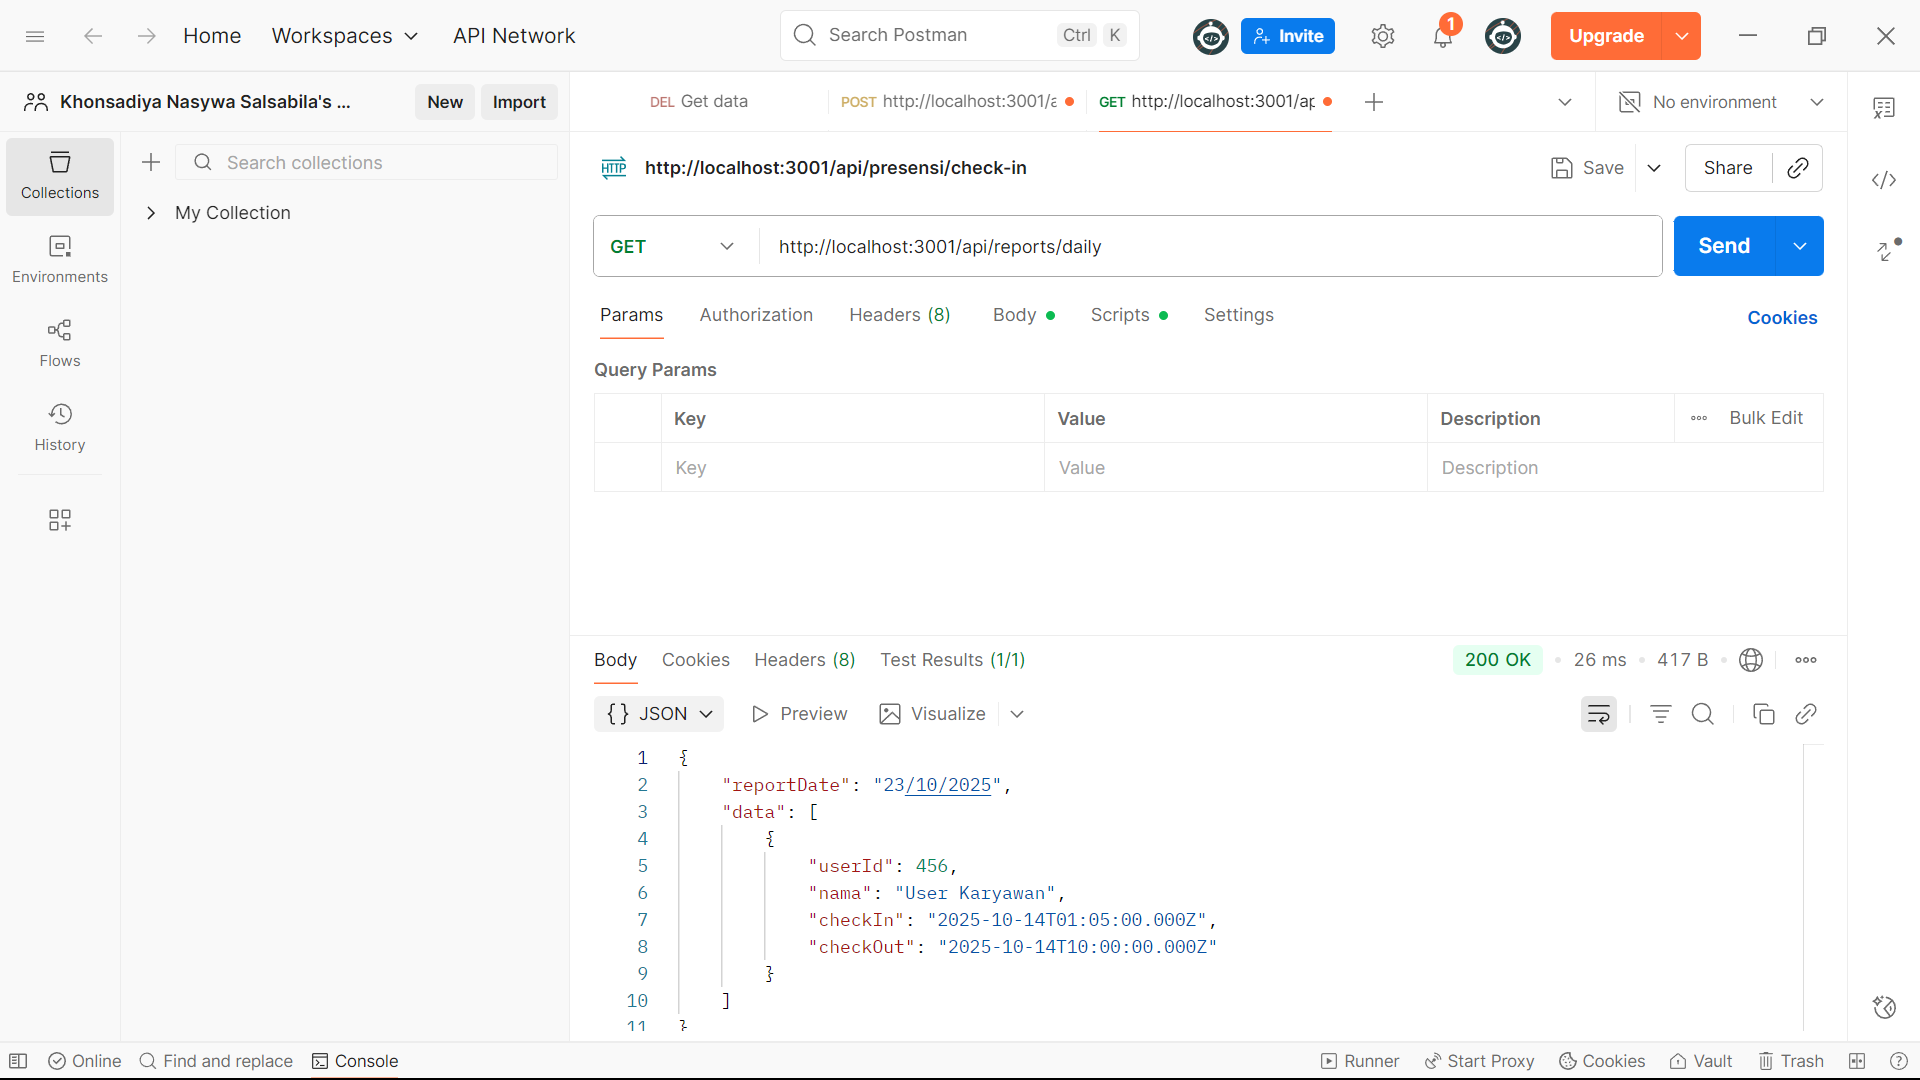 Home
Workspaces
API Network
Search Postman
Ctrl K
Invite
1
Upgrade
Khonsadiya Nasywa Salsabila's ...
New
Import
DEL Get data
POST http://localhost:3001/a
GET http://localhost:3001/ap
No environment
Collections
Environments
Flows
History
Search collections
My Collection
HTTP
http://localhost:3001/api/presensi/check-in
Save
Share
GET
http://localhost:3001/api/reports/daily
Send
Params
Authorization
Headers (8)
Body
Scripts
Settings
Cookies
Query Params
Key
Value
Description
Bulk Edit
Key
Value
Description
Body
Cookies
Headers (8)
Test Results (1/1)
200 OK
26 ms
417 B
{} JSON
Preview
Visualize
1 {
2 "reportDate": "23/10/2025",
3 "data": [
4 {
5 "userId": 456,
6 "nama": "User Karyawan",
7 "checkIn": "2025-10-14T01:05:00.000Z",
8 "checkOut": "2025-10-14T10:00:00.000Z"
9 }
10 ]
11 }
Online
Find and replace
Console
Runner
Start Proxy
Cookies
Vault
Trash